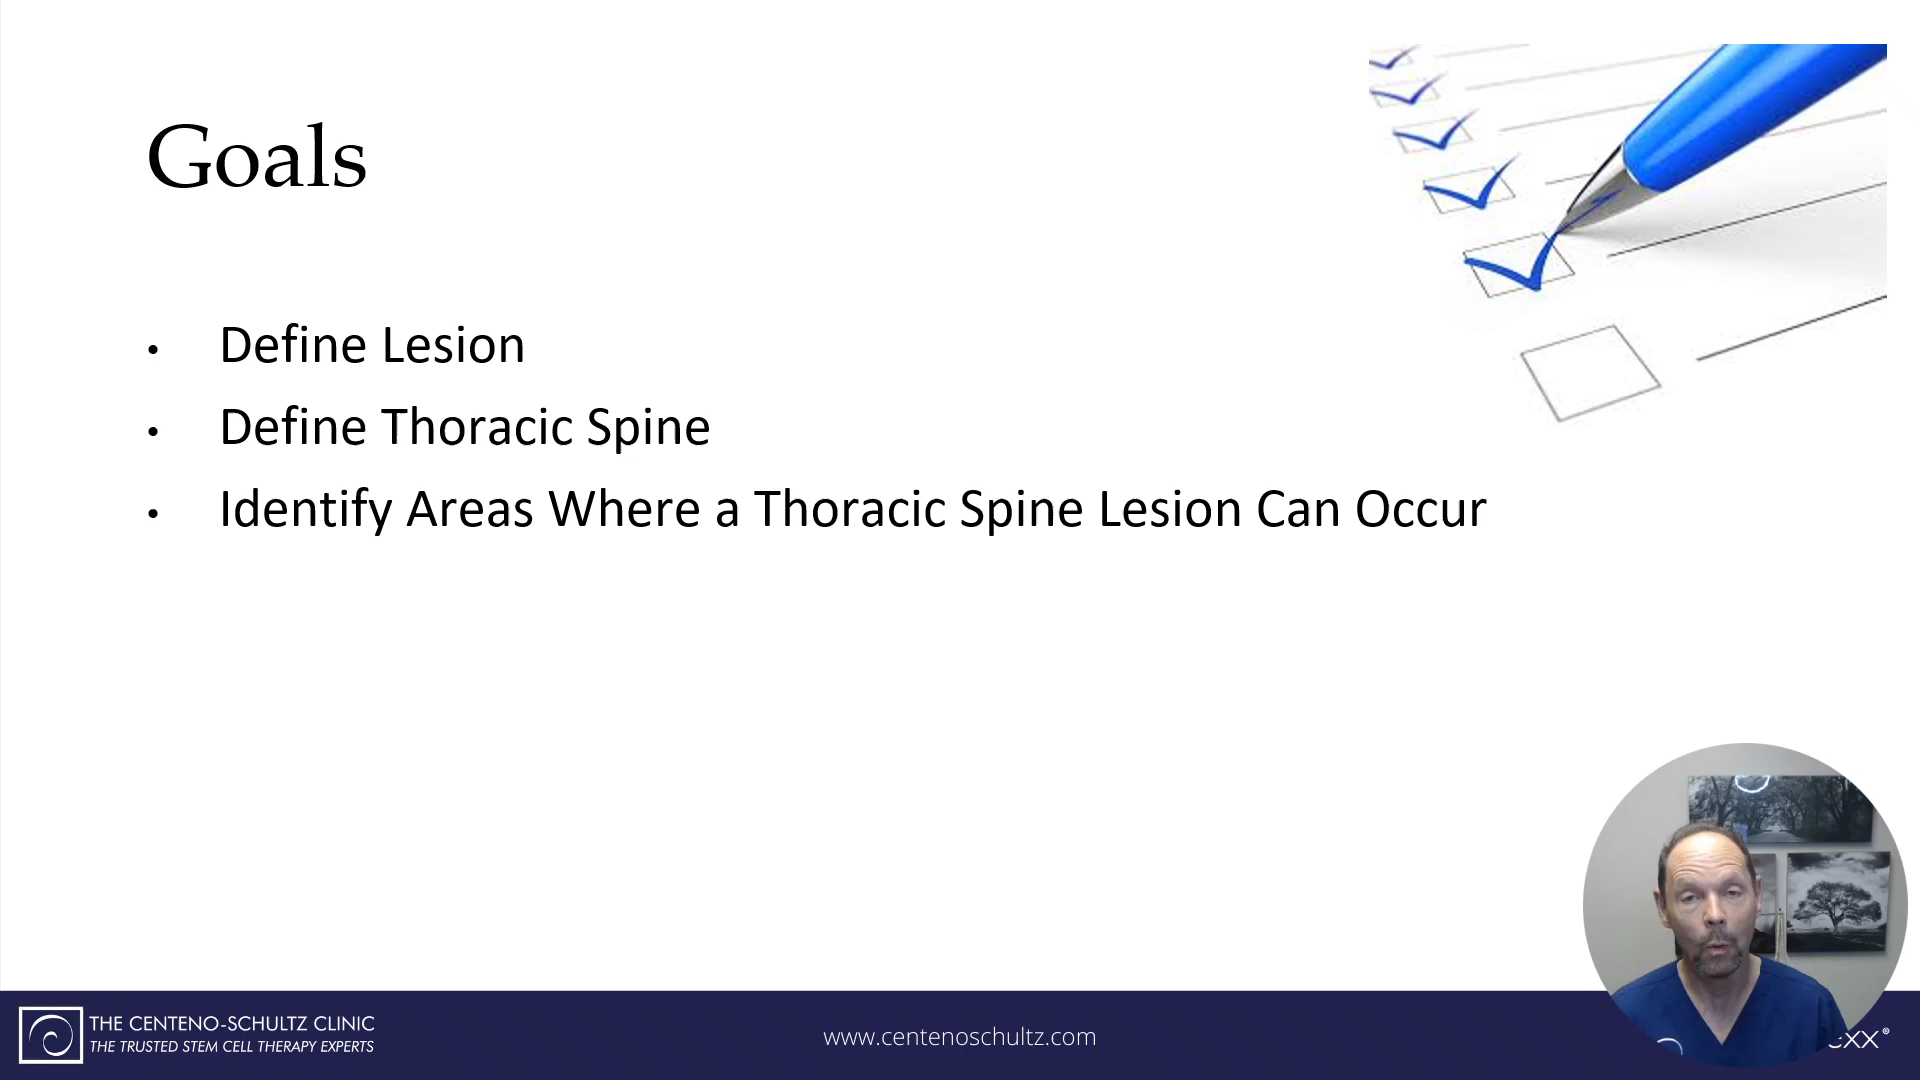 Goals
• Define Lesion
• Define Thoracic Spine
• Identify Areas Where a Thoracic Spine Lesion Can Occur
THE CENTENO-SCHULTZ CLINIC
THE TRUSTED STEM CELL THERAPY EXPERTS
www.centenoschultz.com